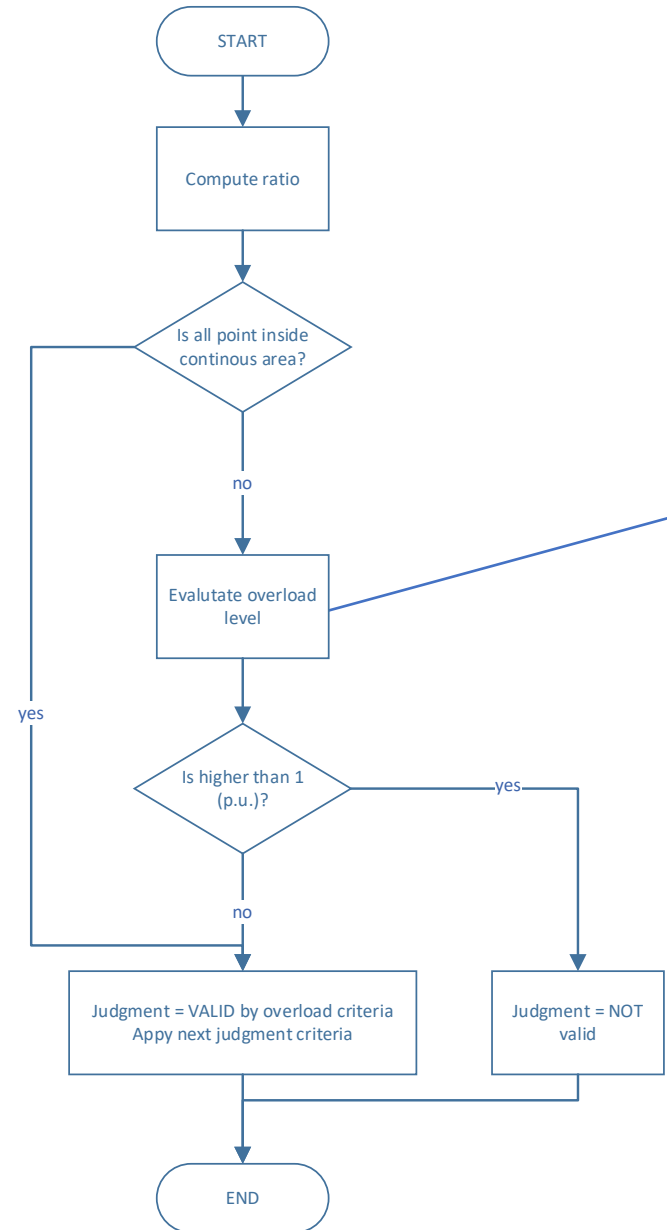 START
Compute ratio
Is all point inside
continous area?
no
Evalutate overload
level
yes
Is higher than 1
(p.u.)?
yes
no
Judgment = VALID by overload criteria
Appy next judgment criteria
Judgment = NOT
valid
END